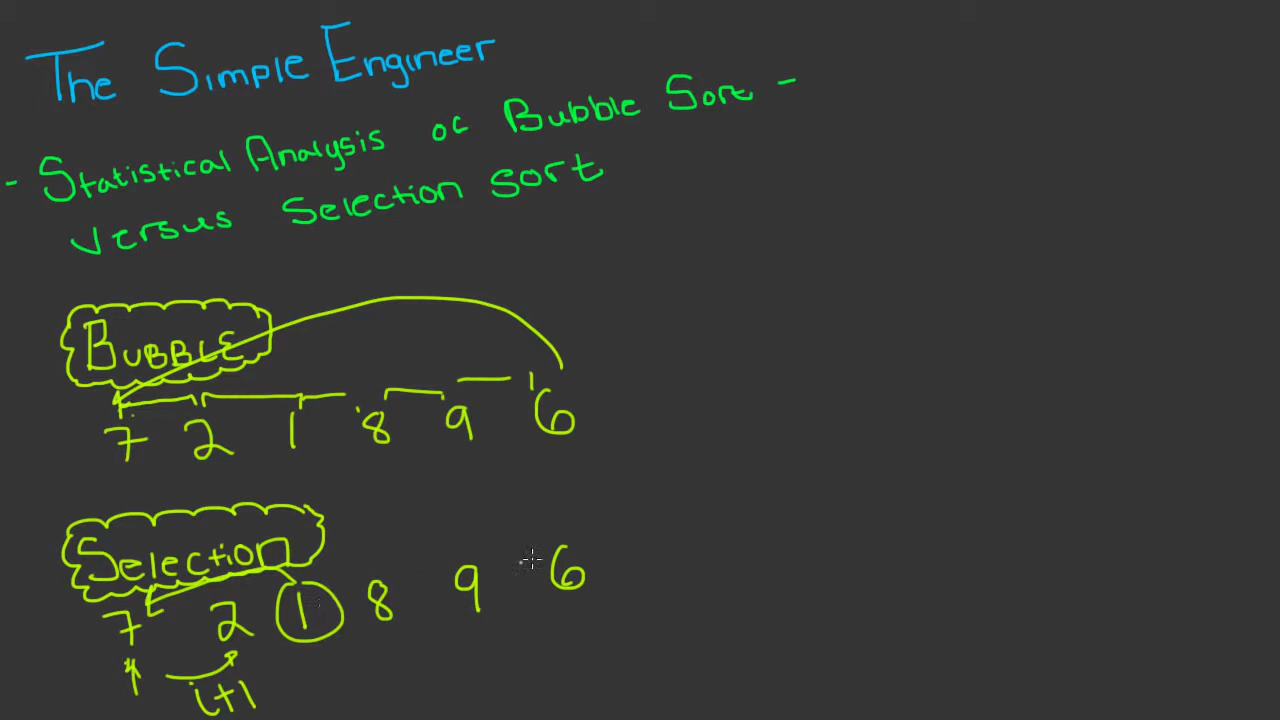 The Simple Engineer
- Statistical Analysis of Bubble Sort -
versus Selection sort
BUBBLE
7 2 1 8 9 6
Selection
7 2 1 8 9 6
i+1